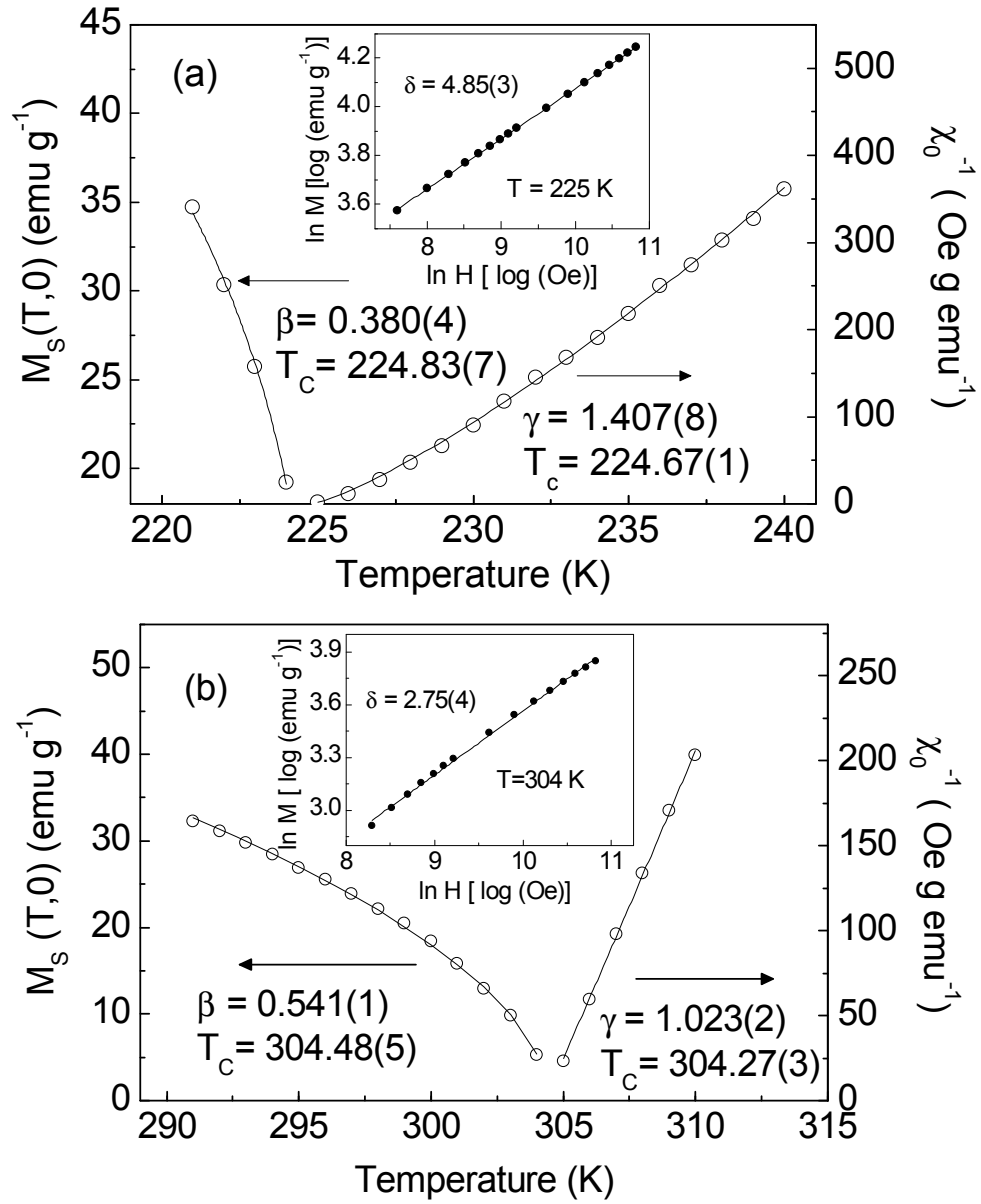 (a)
45
40
35
30
25
20
M_S(T,0) (emu g^-1)
220
225
230
235
240
Temperature (K)
500
400
300
200
100
0
χ_0^-1 ( Oe g emu^-1)
β= 0.380(4)
T_C= 224.83(7)
γ = 1.407(8)
T_c= 224.67(1)
4.2
4.0
3.8
3.6
ln M [log (emu g^-1)]
δ = 4.85(3)
T = 225 K
8
9
10
11
ln H [ log (Oe)]
(b)
50
40
30
20
10
0
M_S (T,0) (emu g^-1)
290
295
300
305
310
315
Temperature (K)
250
200
150
100
50
0
χ_0^-1 ( Oe g emu^-1)
β = 0.541(1)
T_C= 304.48(5)
γ = 1.023(2)
T_C= 304.27(3)
3.9
3.6
3.3
3.0
ln M [ log (emu g^-1)]
δ = 2.75(4)
T=304 K
8
9
10
11
ln H [ log (Oe)]